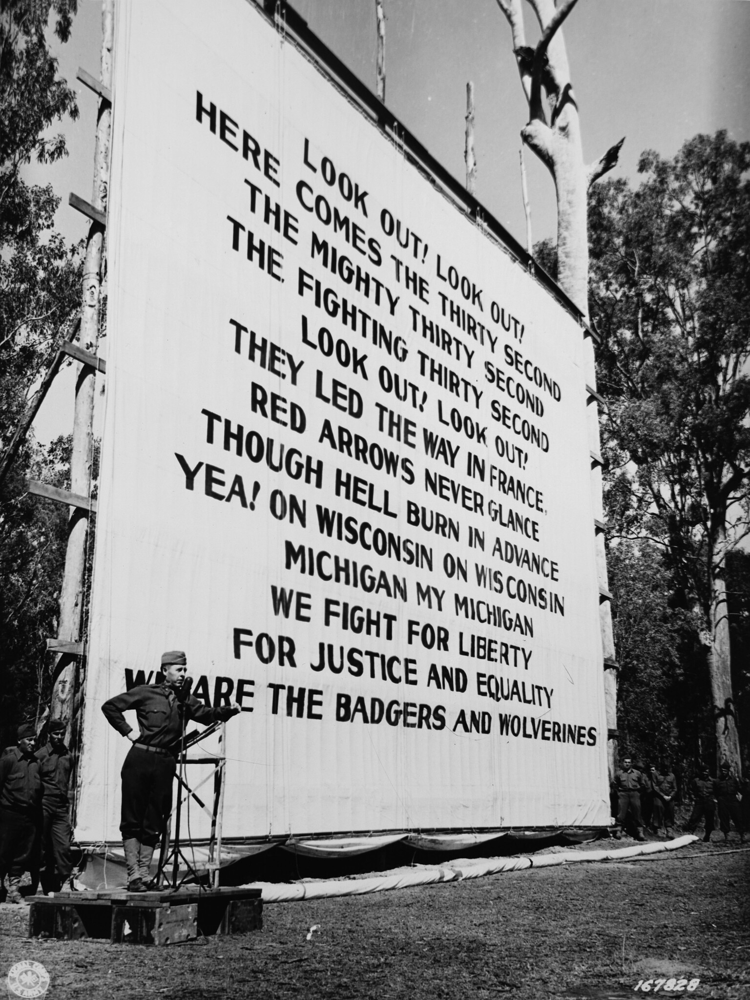 LOOK OUT! LOOK OUT!
HERE COMES THE THIRTY SECOND
THE MIGHTY THIRTY SECOND
THE FIGHTING THIRTY SECOND
LOOK OUT! LOOK OUT!
THEY LED THE WAY IN FRANCE,
RED ARROWS NEVER GLANCE
THOUGH HELL BURN IN ADVANCE
YEA! ON WISCONSIN ON WISCONSIN
MICHIGAN MY MICHIGAN
WE FIGHT FOR LIBERTY
FOR JUSTICE AND EQUALITY
WE ARE THE BADGERS AND WOLVERINES
SIGNAL CORPS
U.S. ARMY
167828